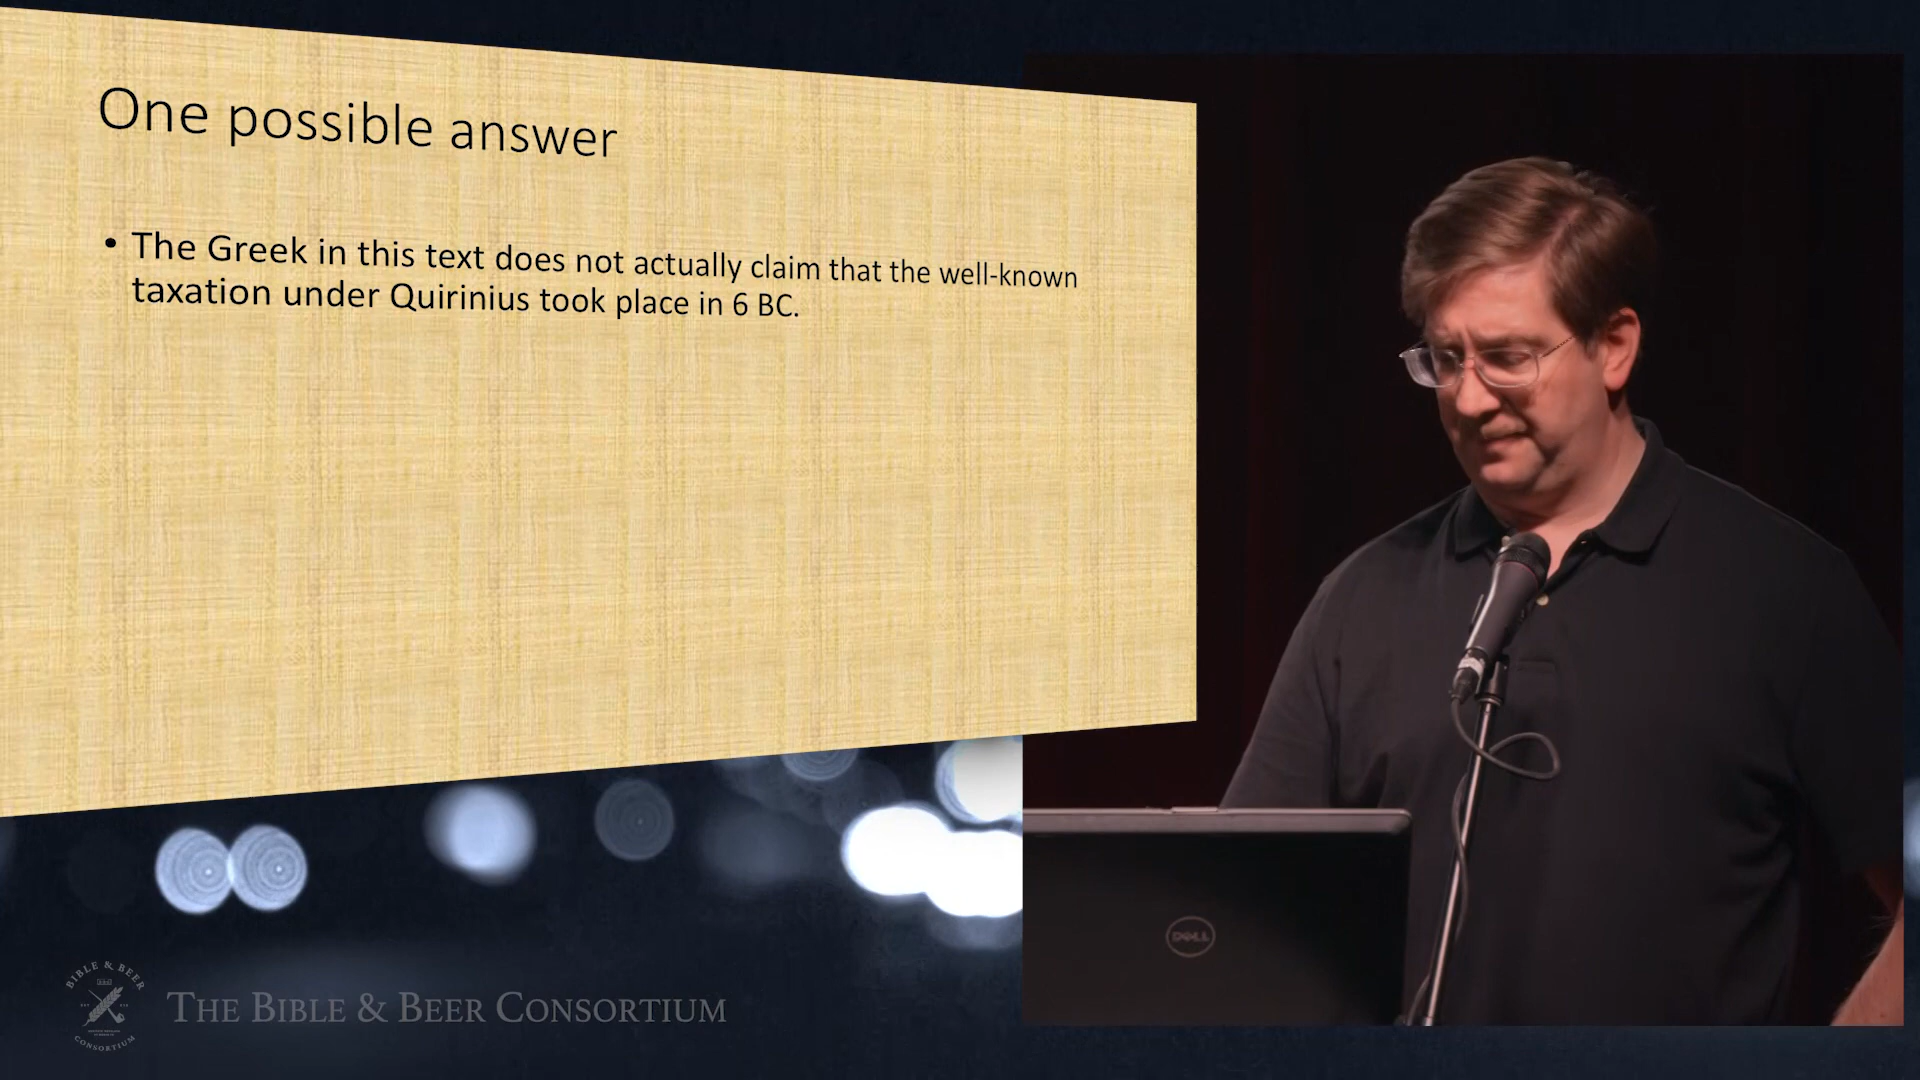 One possible answer
• The Greek in this text does not actually claim that the well-known
taxation under Quirinius took place in 6 BC.
DELL
BIBLE & BEER
CONSORTIUM
THE BIBLE & BEER CONSORTIUM